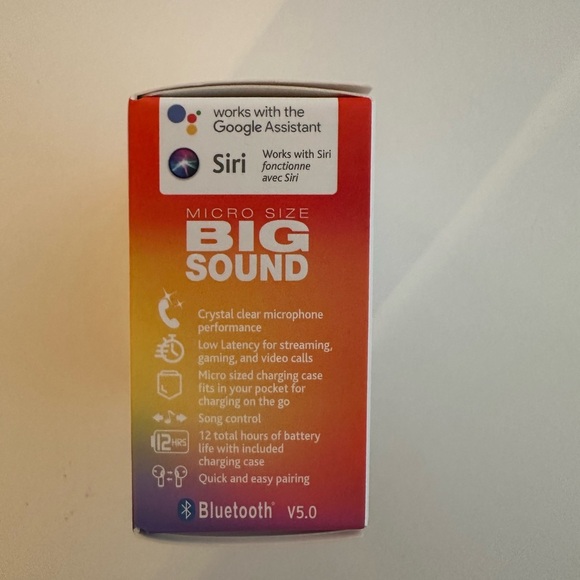 works with the
Google Assistant
Siri
Works with Siri
fonctionne
avec Siri
MICRO SIZE
BIG
SOUND
Crystal clear microphone
performance
Low Latency for streaming,
gaming, and video calls
Micro sized charging case
fits in your pocket for
charging on the go
Song control
12 HRS
12 total hours of battery
life with included
charging case
Quick and easy pairing
Bluetooth® V5.0